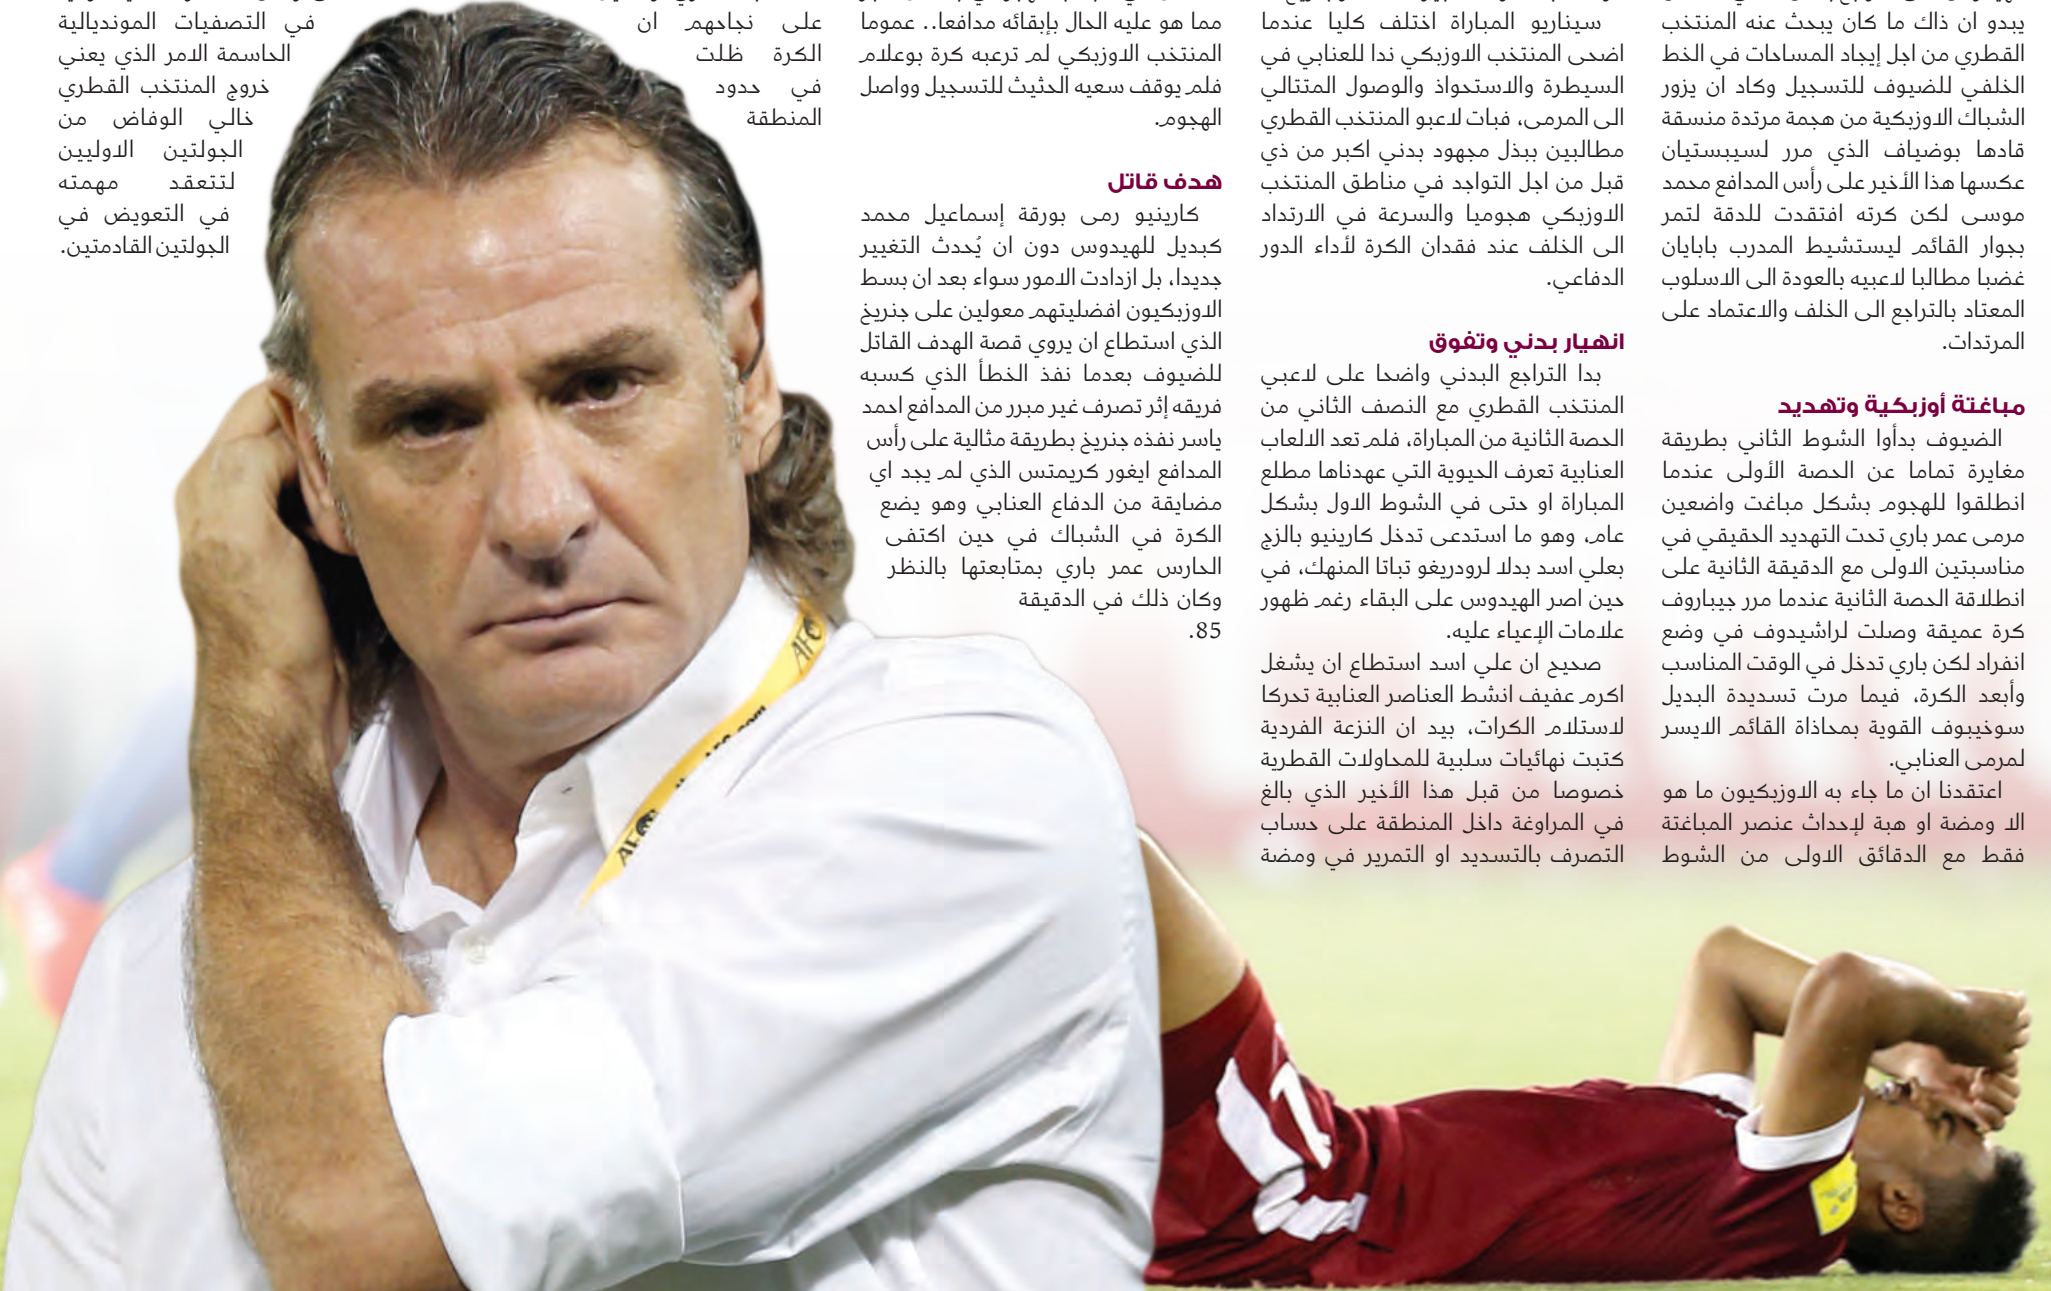 يبدو ان ذاك ما كان يبحث عنه المنتخب
القطري من اجل إيجاد المساحات في الخط
الخلفي للضيوف للتسجيل وكاد ان يزور
الشباك الاوزبكية من هجمة مرتدة منسقة
قادها بوضياف الذي مرر لسيبستيان
عكسها هذا الأخير على رأس المدافع محمد
موسى لكن كرته افتقدت للدقة لتمر
بجوار القائم ليستشيط المدرب بابايان
غضبا مطالبا لاعبيه بالعودة الى الاسلوب
المعتاد بالتراجع الى الخلف والاعتماد على
المرتدات.
مباغتة أوزبكية وتهديد
الضيوف بدأوا الشوط الثاني بطريقة
مغايرة تماما عن الحصة الأولى عندما
انطلقوا للهجوم بشكل مباغت واضعين
مرمى عمر باري تحت التهديد الحقيقي في
مناسبتين الاولى مع الدقيقة الثانية على
انطلاقة الحصة الثانية عندما مرر جيباروف
كرة عميقة وصلت لراشيدوف في وضع
انفراد لكن باري تدخل في الوقت المناسب
وأبعد الكرة، فيما مرت تسديدة البديل
سوخيبوف القوية بمحاذاة القائم الايسر
لمرمى العنابي.
اعتقدنا ان ما جاء به الاوزبكيون ما هو
الا ومضة او هبة لإحداث عنصر المباغتة
فقط مع الدقائق الاولى من الشوط
سيناريو المباراة اختلف كليا عندما
اضحى المنتخب الاوزبكي ندا للعنابي في
السيطرة والاستحواذ والوصول المتتالي
الى المرمى، فبات لاعبو المنتخب القطري
مطالبين ببذل مجهود بدني اكبر من ذي
قبل من اجل التواجد في مناطق المنتخب
الاوزبكي هجوميا والسرعة في الارتداد
الى الخلف عند فقدان الكرة لأداء الدور
الدفاعي.
انهيار بدني وتفوق
بدا التراجع البدني واضحا على لاعبي
المنتخب القطري مع النصف الثاني من
الحصة الثانية من المباراة، فلم تعد الالعاب
العنابية تعرف الحيوية التي عهدناها مطلع
المباراة او حتى في الشوط الاول بشكل
عام، وهو ما استدعى تدخل كارينيو بالزج
بعلي اسد بدلا لرودريغو تباتا المنهك، في
حين اصر الهيدوس على البقاء رغم ظهور
علامات الإعياء عليه.
صحيح ان علي اسد استطاع ان يشغل
اكرم عفيف انشط العناصر العنابية تحركا
لاستلام الكرات، بيد ان النزعة الفردية
كتبت نهائيات سلبية للمحاولات القطرية
خصوصا من قبل هذا الأخير الذي بالغ
في المراوغة داخل المنطقة على حساب
التصرف بالتسديد او التمرير في ومضة
مما هو عليه الحال بإبقائه مدافعا.. عموما
المنتخب الاوزبكي لم ترعبه كرة بوعلام
فلم يوقف سعيه الحثيث للتسجيل وواصل
الهجوم.
هدف قاتل
كارينيو رمى بورقة إسماعيل محمد
كبديل للهيدوس دون ان يُحدث التغيير
جديدا، بل ازدادت الامور سواء بعد ان بسط
الاوزبكيون افضليتهم معولين على جنريخ
الذي استطاع ان يروي قصة الهدف القاتل
للضيوف بعدما نفذ الخطأ الذي كسبه
فريقه إثر تصرف غير مبرر من المدافع احمد
ياسر نفذه جنريخ بطريقة مثالية على رأس
المدافع ايغور كريمتس الذي لم يجد اي
مضايقة من الدفاع العنابي وهو يضع
الكرة في الشباك في حين اكتفى
الحارس عمر باري بمتابعتها بالنظر
وكان ذلك في الدقيقة
85.
على نجاحهم ان
الكرة ظلت
في حدود
المنطقة
في التصفيات المونديالية
الحاسمة الامر الذي يعني
خروج المنتخب القطري
خالي الوفاض من
الجولتين الاوليين
لتتعقد مهمته
في التعويض في
الجولتين القادمتين.
AFC
AFC.com
AFC